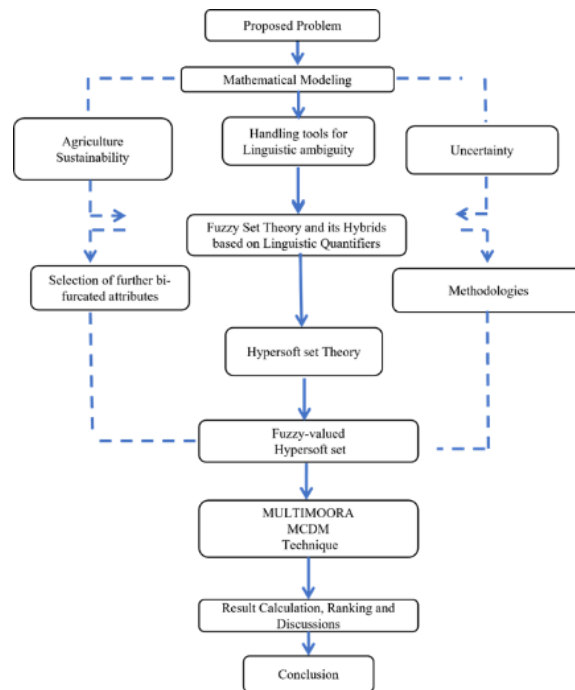 Proposed Problem
Mathematical Modeling
Agriculture
Sustainability
Handling tools for
Linguistic ambiguity
Uncertainty
Fuzzy Set Theory and its Hybrids
based on Linguistic Quantifiers
Selection of further bi-
furcated attributes
Methodologies
Hypersoft set Theory
Fuzzy-valued
Hypersoft set
MULTIMOORA
MCDM
Technique
Result Calculation, Ranking and
Discussions
Conclusion